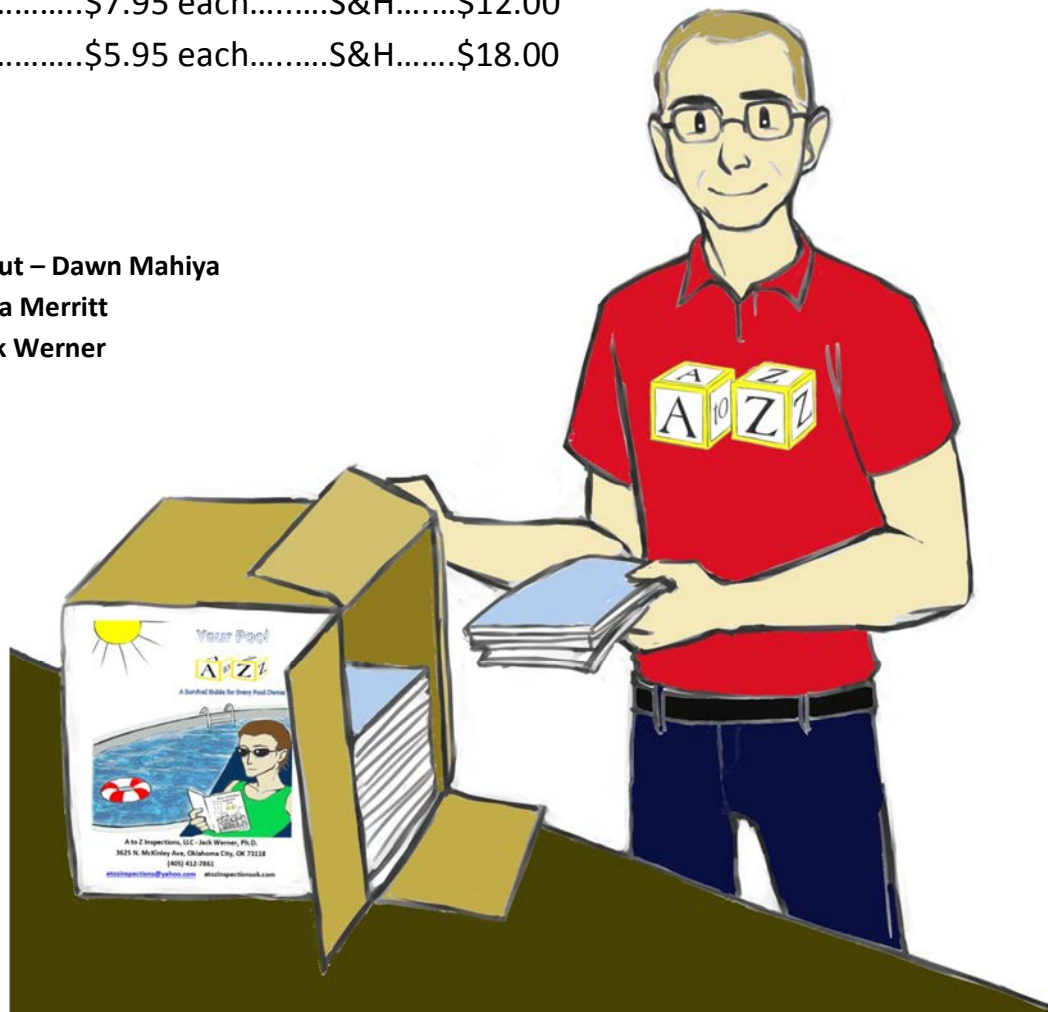 ………..$7.95 each…..….S&H….…$12.00
.………..$5.95 each…..….S&H…….$18.00
ut – Dawn Mahiya
a Merritt
k Werner
A Z
A to Z Z
Your Pool
A to Z Z
A Survival Guide for Every Pool Owner
A to Z Inspections, LLC - Jack Werner, Ph.D.
3625 N. McKinley Ave, Oklahoma City, OK 73118
(405) 412-7861
atozinspections@yahoo.com atozinspectionsok.com